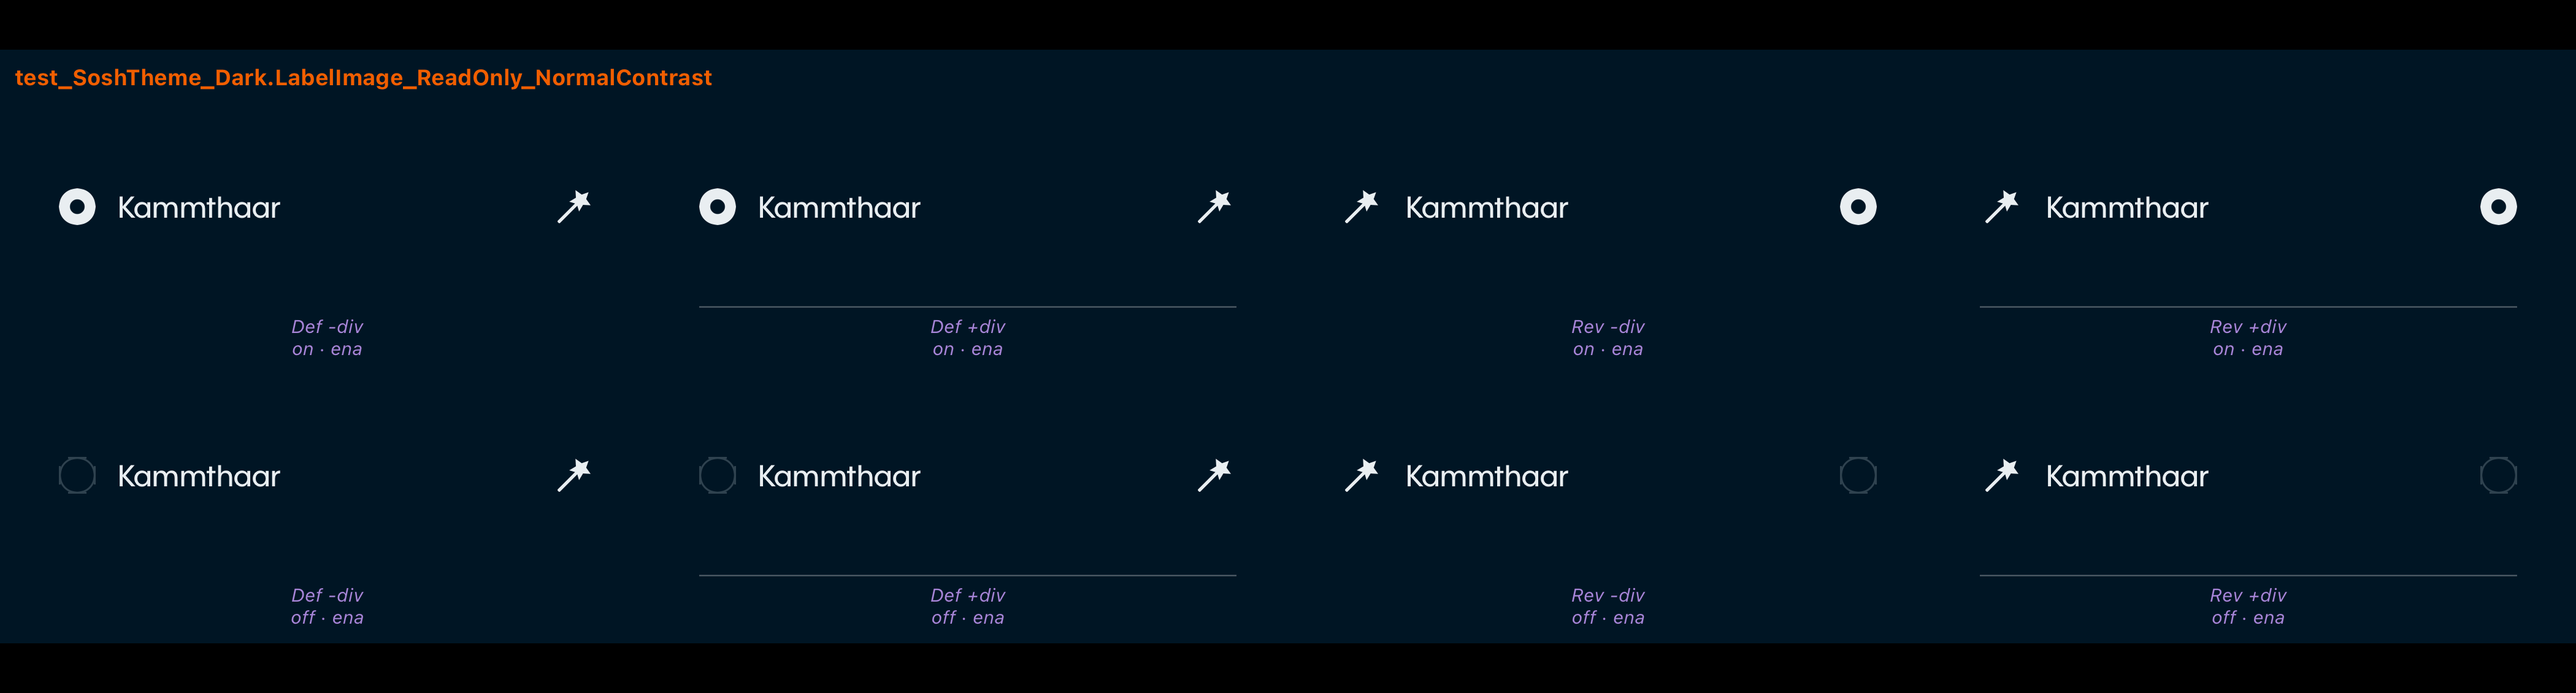 test_SoshTheme_Dark.LabelImage_ReadOnly_NormalContrast
Kammthaar
Kammthaar
Kammthaar
Kammthaar
Def -div
on · ena
Def +div
on · ena
Rev -div
on · ena
Rev +div
on · ena
Kammthaar
Kammthaar
Kammthaar
Kammthaar
Def -div
off · ena
Def +div
off · ena
Rev -div
off · ena
Rev +div
off · ena